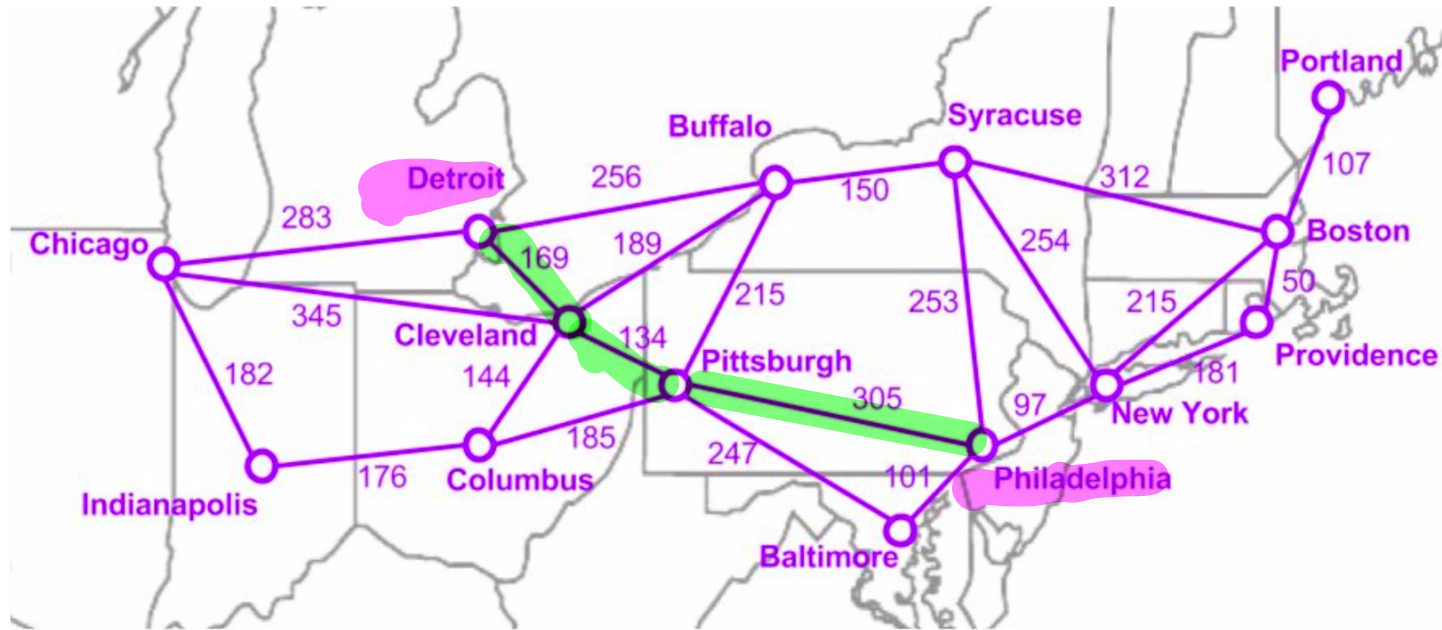 Portland
Syracuse
Buffalo
107
Detroit
256
312
150
283
Boston
Chicago
189
254
169
50
215
253
215
345
Cleveland
134
Providence
Pittsburgh
182
144
181
305
97
New York
185
247
176
Columbus
101
Philadelphia
Indianapolis
Baltimore